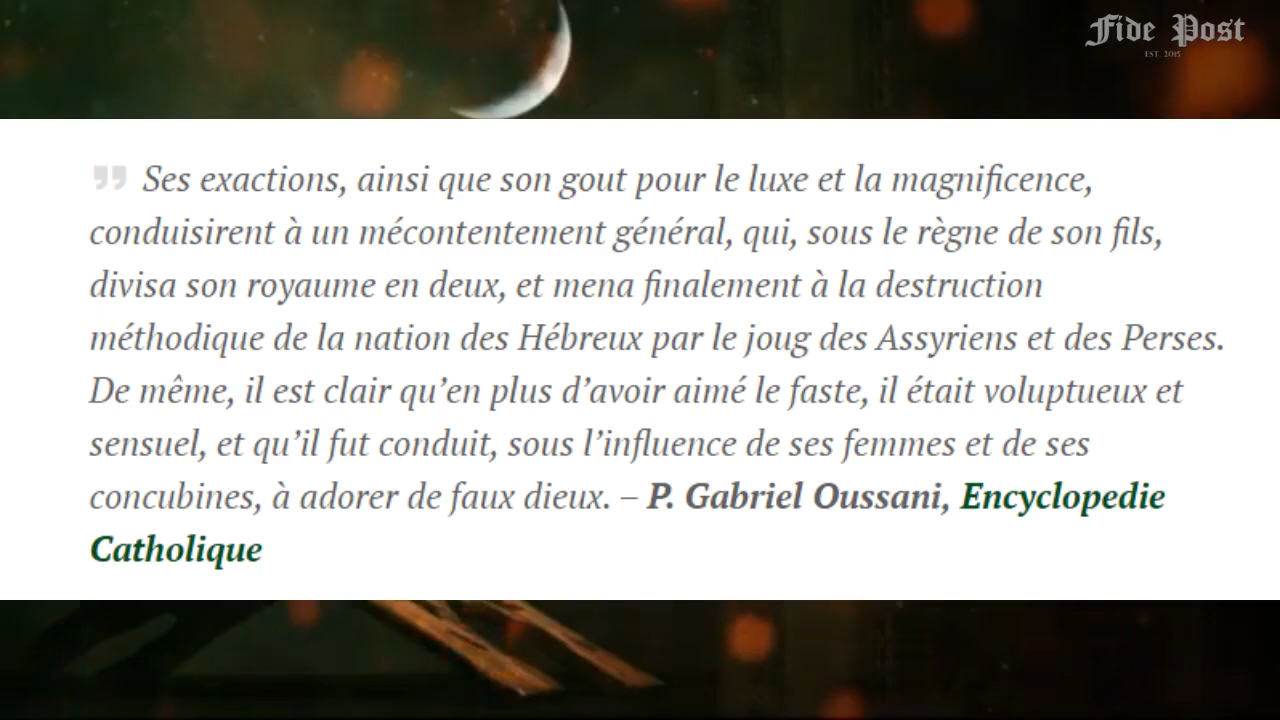 Fide Post
EST. 2015
” Ses exactions, ainsi que son gout pour le luxe et la magnificence,
conduisirent à un mécontentement général, qui, sous le règne de son fils,
divisa son royaume en deux, et mena finalement à la destruction
méthodique de la nation des Hébreux par le joug des Assyriens et des Perses.
De même, il est clair qu’en plus d’avoir aimé le faste, il était voluptueux et
sensuel, et qu’il fut conduit, sous l’influence de ses femmes et de ses
concubines, à adorer de faux dieux. – P. Gabriel Oussani, Encyclopedie
Catholique